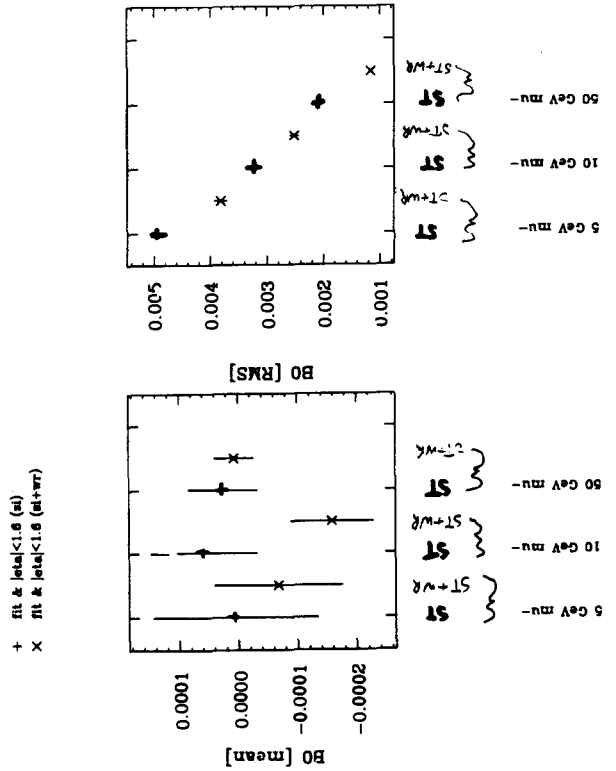 + fit & |eta|<1.6 (si)
× fit & |eta|<1.6 (si+wr)
B0 [mean]
0.0001
0.0000
-0.0001
-0.0002
ST
ST+WR
ST
ST+WR
ST
ST+WR
5 GeV mu-
10 GeV mu-
50 GeV mu-
B0 [RMS]
0.005
0.004
0.003
0.002
0.001
ST
ST+WR
ST
ST+WR
ST
ST+WR
5 GeV mu-
10 GeV mu-
50 GeV mu-